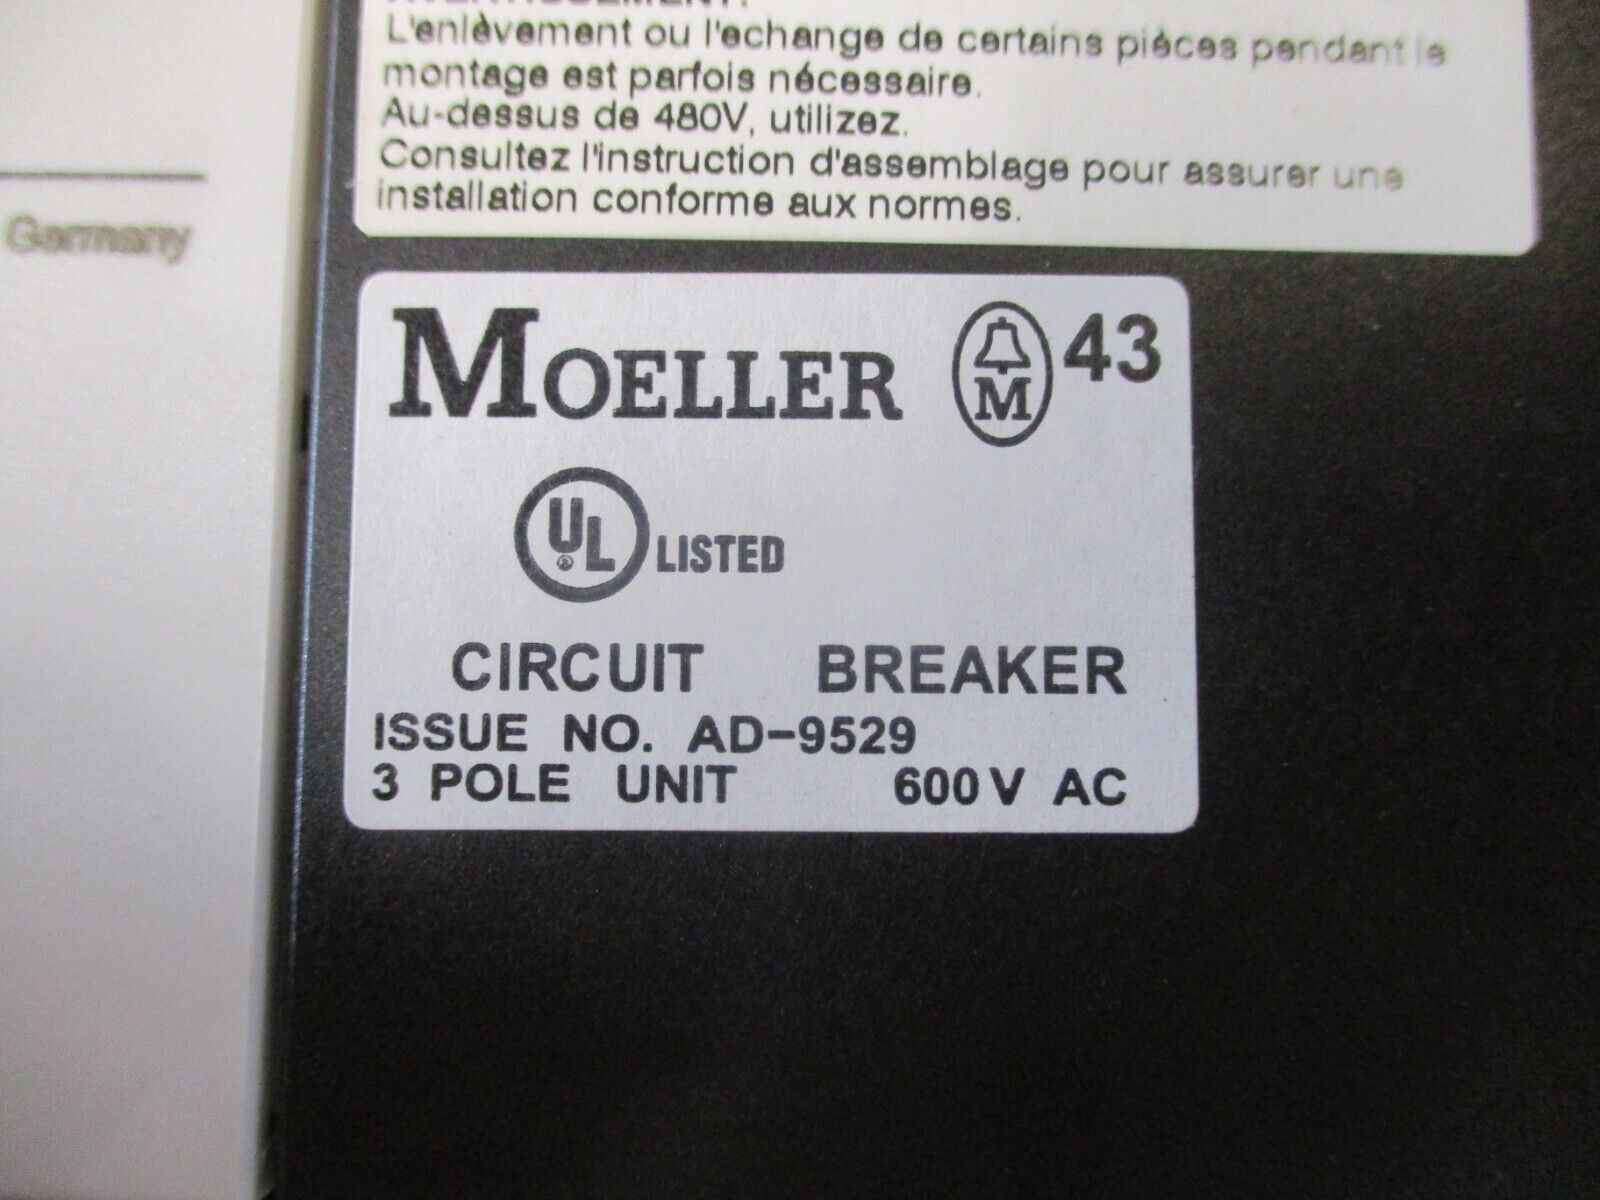 AVERTISSEMENT:
L'enlèvement ou l'echange de certains pièces pendant le
montage est parfois nécessaire.
Au-dessus de 480V, utilizez.
Consultez l'instruction d'assemblage pour assurer une
installation conforme aux normes.
Germany
MOELLER M 43
UL ® LISTED
CIRCUIT BREAKER
ISSUE NO. AD-9529
3 POLE UNIT 600 V AC